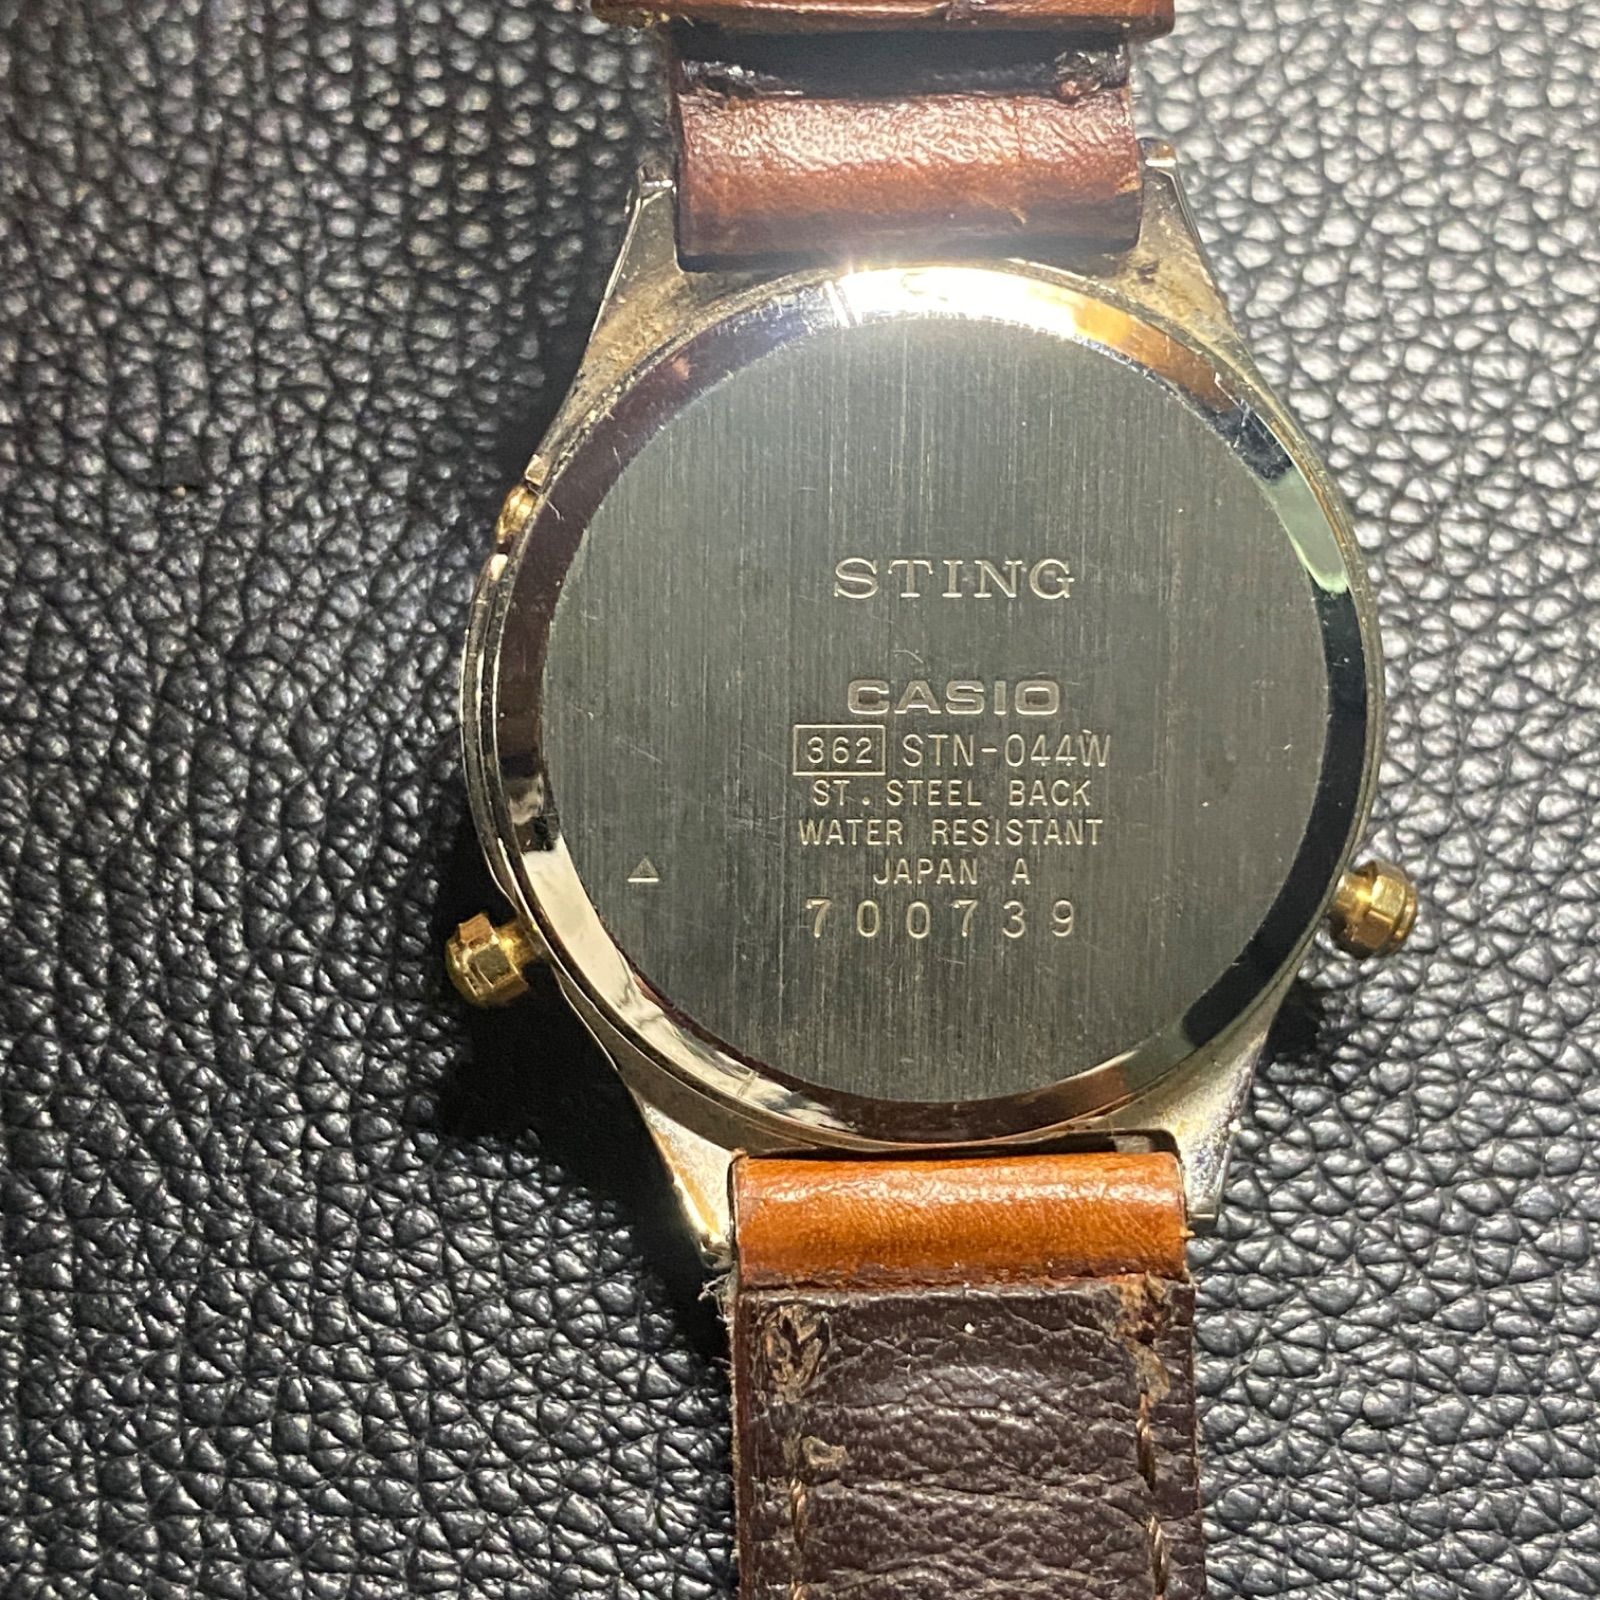 STING
CASIO
362 STN-044W
ST. STEEL BACK
WATER RESISTANT
JAPAN A
700739